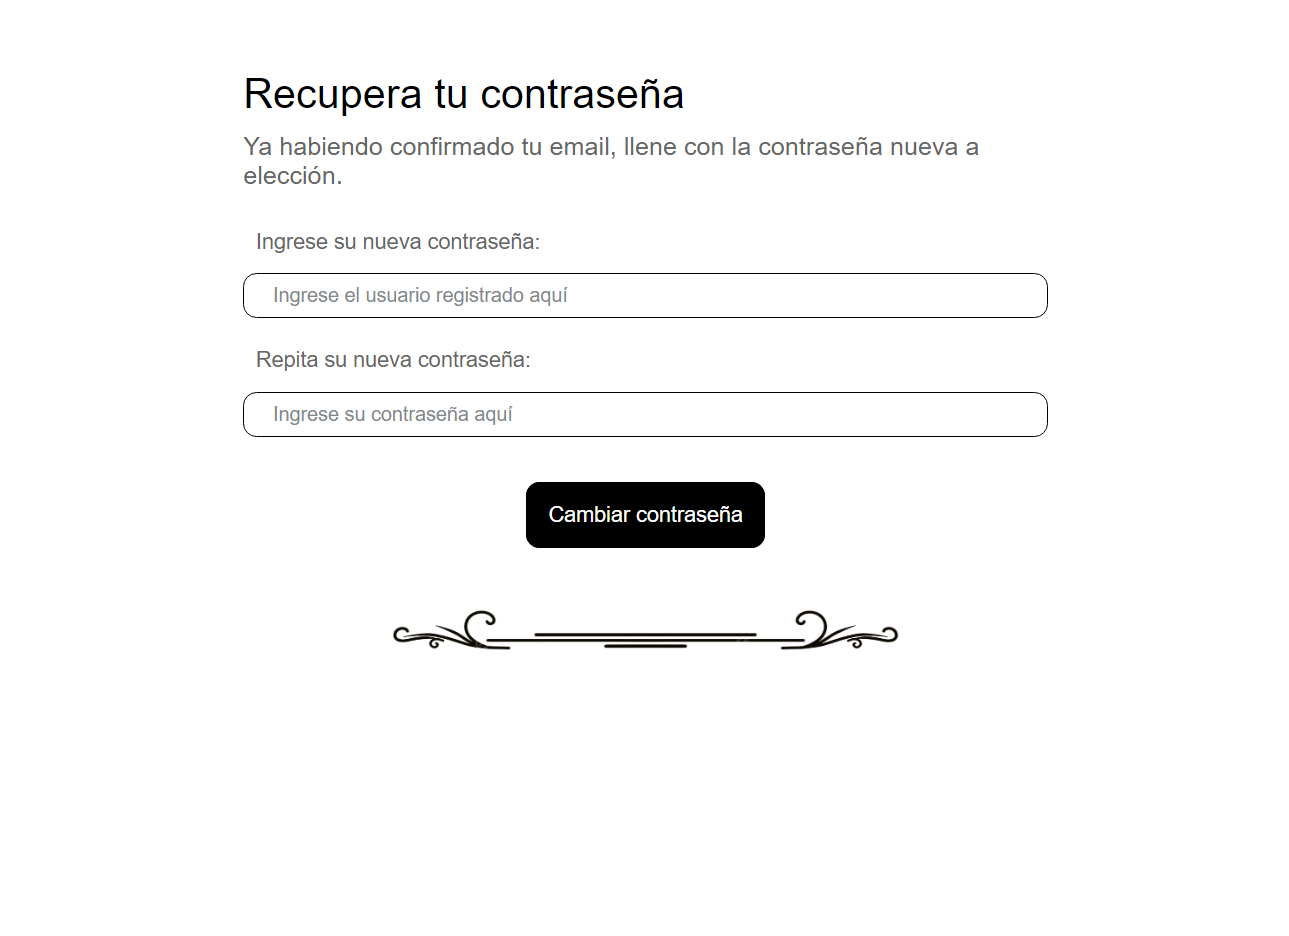 Recupera tu contraseña
Ya habiendo confirmado tu email, llene con la contraseña nueva a
elección.
Ingrese su nueva contraseña:
Ingrese el usuario registrado aquí
Repita su nueva contraseña:
Ingrese su contraseña aquí
Cambiar contraseña